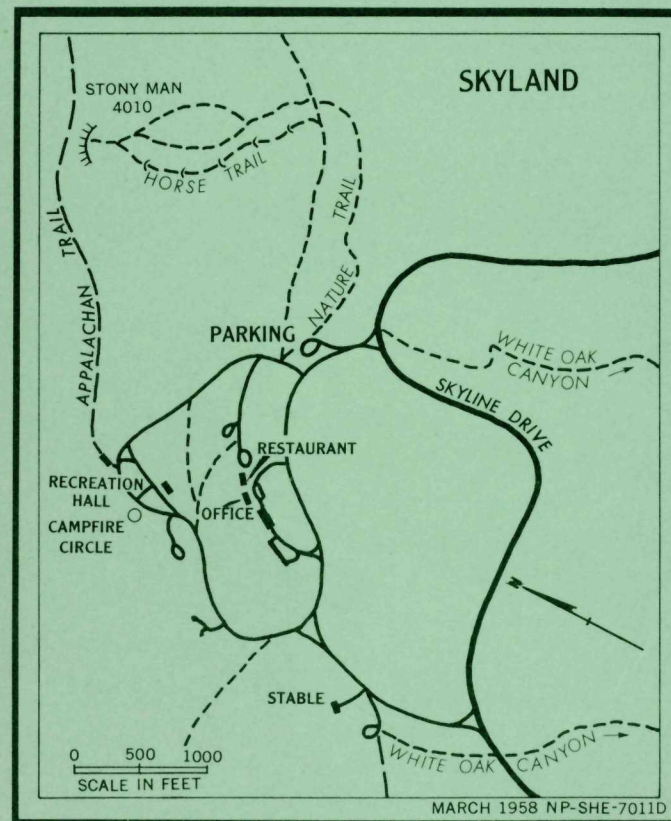 SKYLAND
STONY MAN
4010
HORSE TRAIL
TRAIL
NATURE
APPALACHAN
TRAIL
PARKING
WHITE OAK
CANYON
SKYLINE DRIVE
RESTAURANT
RECREATION
HALL
OFFICE
CAMPFIRE
CIRCLE
N
STABLE
WHITE OAK CANYON
0 500 1000
SCALE IN FEET
MARCH 1958 NP-SHE-7011D